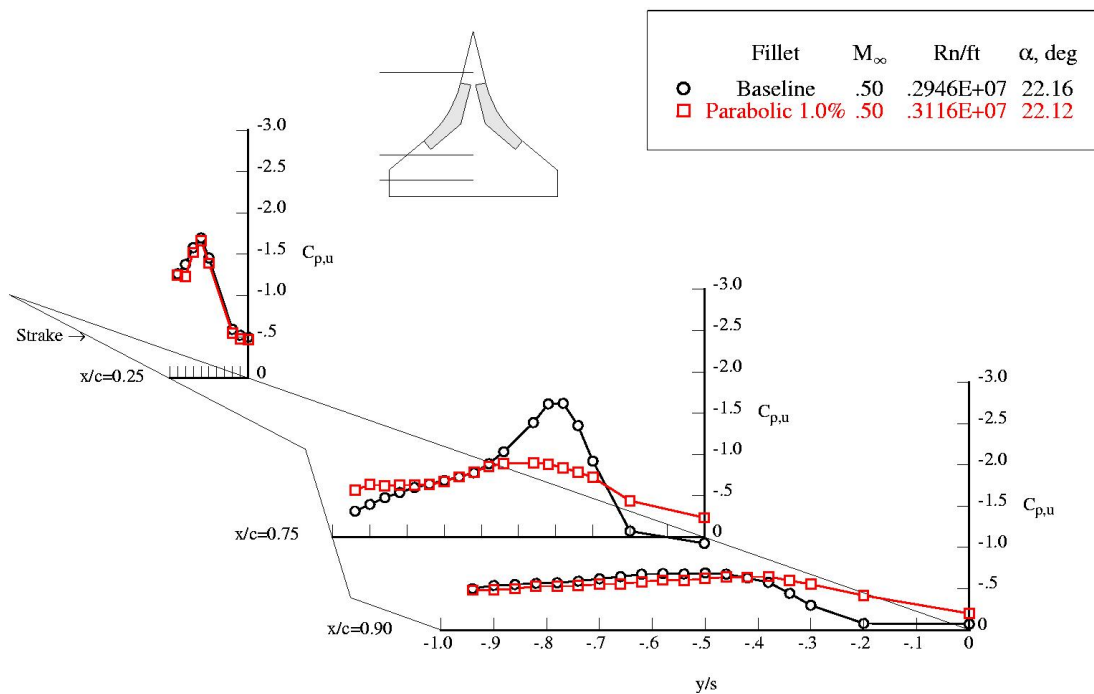 Fillet M∞ Rn/ft α, deg
Baseline .50 .2946E+07 22.16
Parabolic 1.0% .50 .3116E+07 22.12
-3.0
-2.5
-2.0
-1.5
Cp,u
-1.0
-.5
0
Strake →
x/c=0.25
-3.0
-2.5
-2.0
-1.5
Cp,u
-1.0
-.5
0
x/c=0.75
-3.0
-2.5
-2.0
-1.5
Cp,u
-1.0
-.5
0
x/c=0.90
-1.0 -.9 -.8 -.7 -.6 -.5 -.4 -.3 -.2 -.1 0
y/s